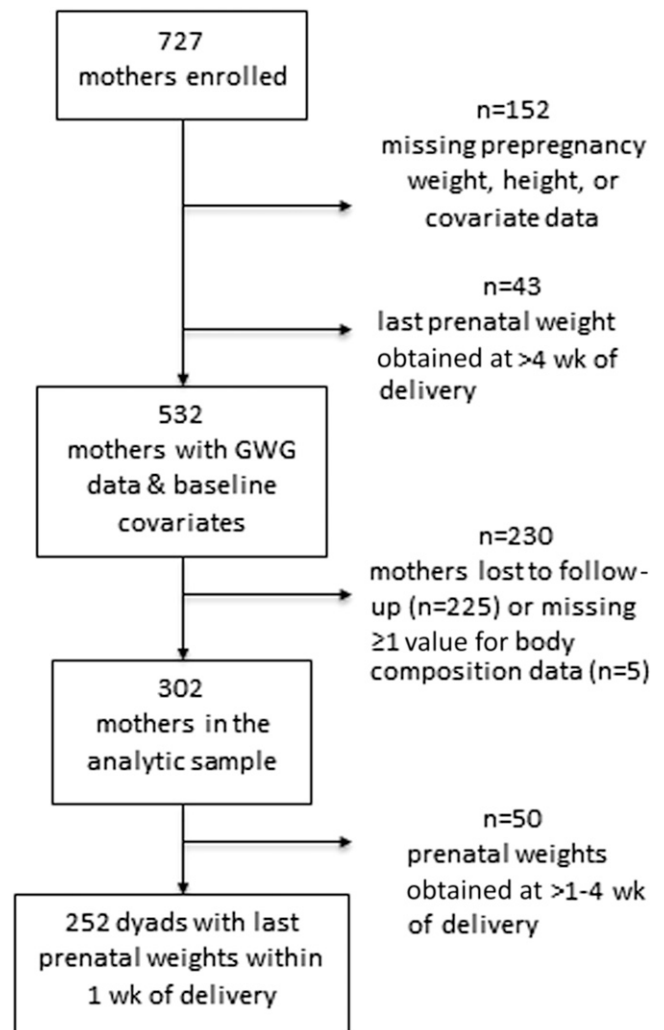 727
mothers enrolled
n=152
missing prepregnancy
weight, height, or
covariate data
n=43
last prenatal weight
obtained at >4 wk of
delivery
532
mothers with GWG
data & baseline
covariates
n=230
mothers lost to follow-
up (n=225) or missing
≥1 value for body
composition data (n=5)
302
mothers in the
analytic sample
n=50
prenatal weights
obtained at >1-4 wk
of delivery
252 dyads with last
prenatal weights within
1 wk of delivery